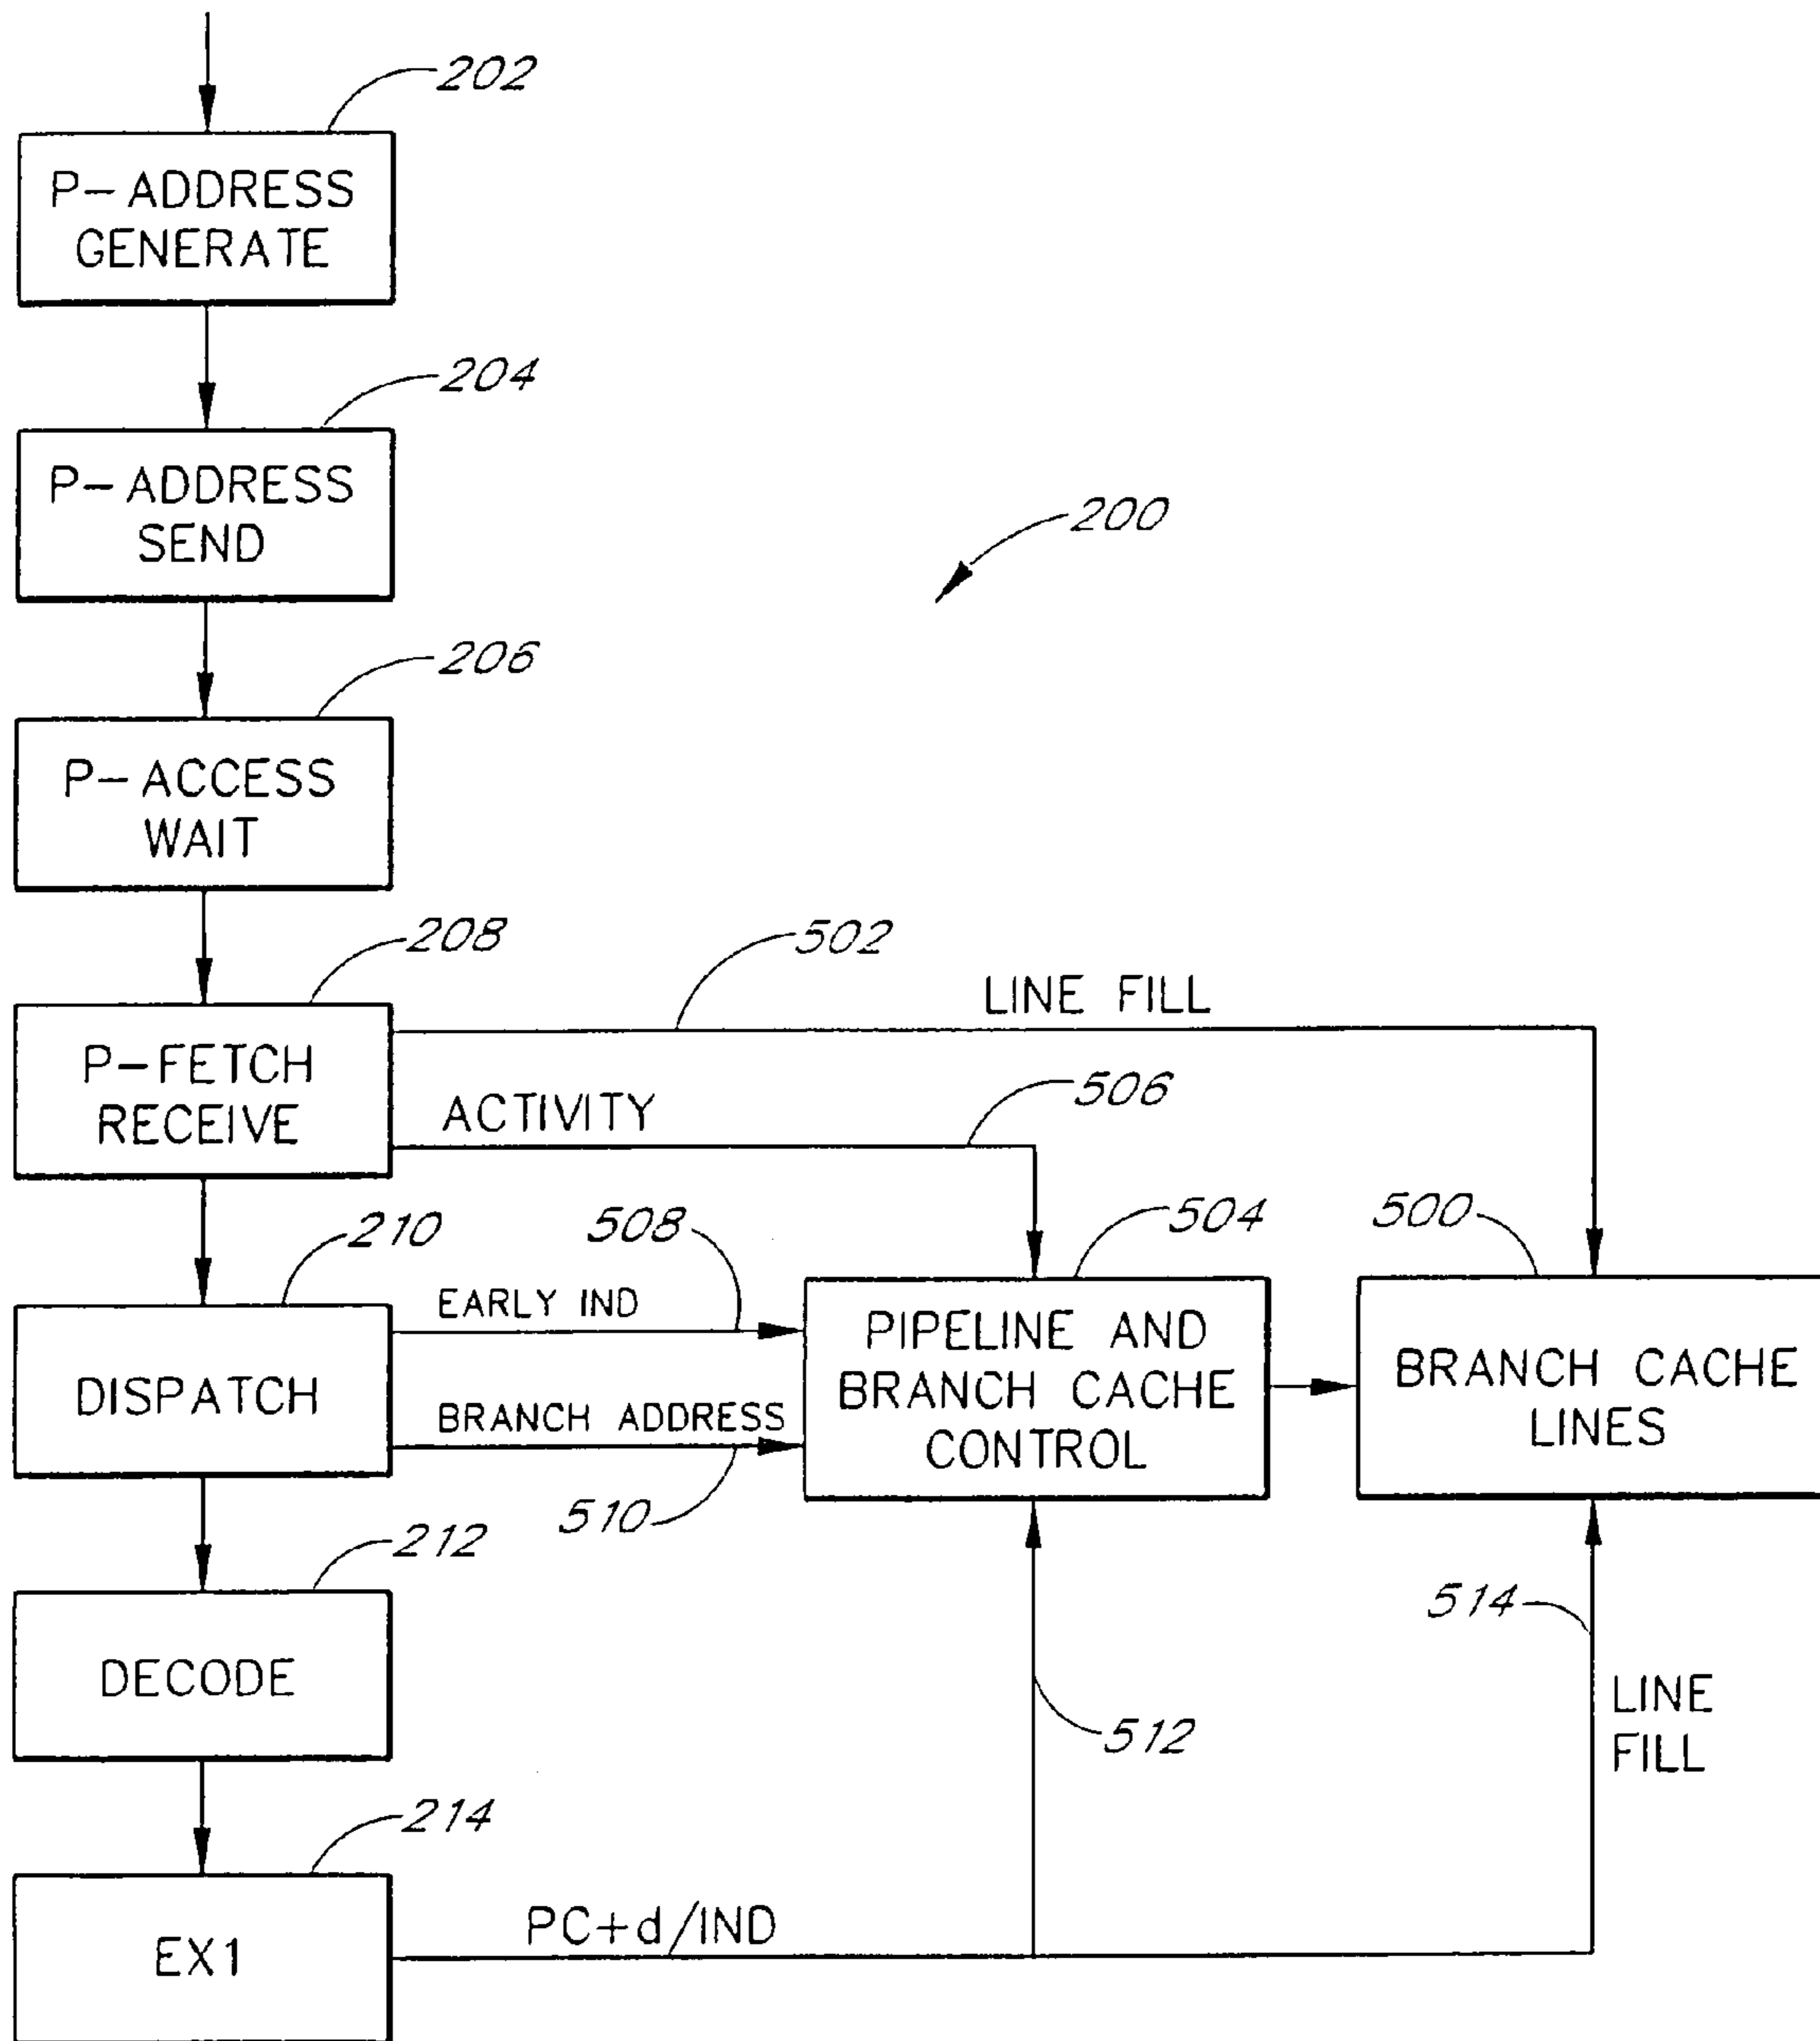 202
P-ADDRESS
GENERATE
204
P-ADDRESS
SEND
200
206
P-ACCESS
WAIT
208
502
LINE FILL
P-FETCH
RECEIVE
ACTIVITY
506
210
508
504
500
EARLY IND
DISPATCH
BRANCH ADDRESS
PIPELINE AND
BRANCH CACHE
CONTROL
BRANCH CACHE
LINES
510
212
514
DECODE
512
LINE
FILL
214
EX1
PC+d/IND